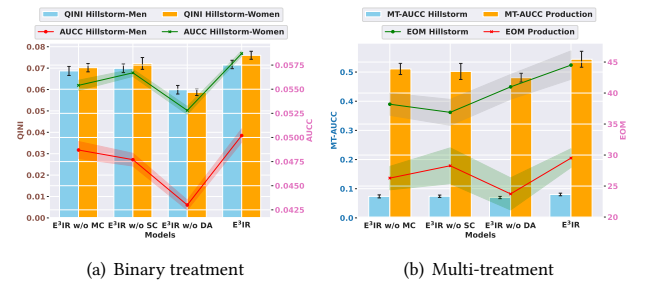 QINI Hillstorm-Men QINI Hillstorm-Women
AUCC Hillstorm-Men AUCC Hillstorm-Women
0.08
0.07
0.06
0.05
0.04
0.03
0.02
0.01
0.00
QINI
0.0575
0.0550
0.0525
0.0500
0.0475
0.0450
0.0425
AUCC
E³IR w/o MC E³IR w/o SC E³IR w/o DA E³IR
Models
(a) Binary treatment
MT-AUCC Hillstorm MT-AUCC Production
EOM Hillstorm EOM Production
0.5
0.4
0.3
0.2
0.1
0.0
MT-AUCC
45
40
35
30
25
20
EOM
E³IR w/o MC E³IR w/o SC E³IR w/o DA E³IR
Models
(b) Multi-treatment